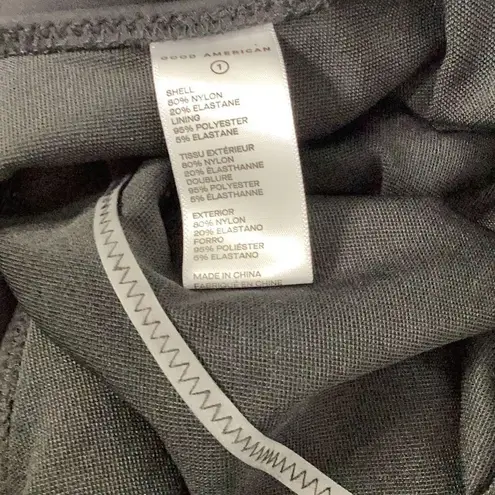 GOOD AMERICAN
1
SHELL
80% NYLON
20% ELASTANE
LINING
95% POLYESTER
5% ELASTANE
TISSU EXTÉRIEUR
80% NYLON
20% ÉLASTHANNE
DOUBLURE
95% POLYESTER
5% ÉLASTHANNE
EXTERIOR
80% NYLON
20% ELASTANO
FORRO
95% POLIÉSTER
5% ELASTANO
MADE IN CHINA
FABRIQUÉ EN CHINE